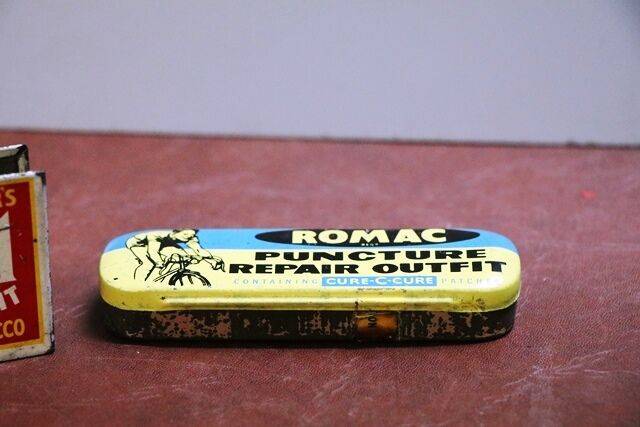 ROMAC
PUNCTURE
REPAIR OUTFIT
CONTAINING CURE-C-CURE PATCHES